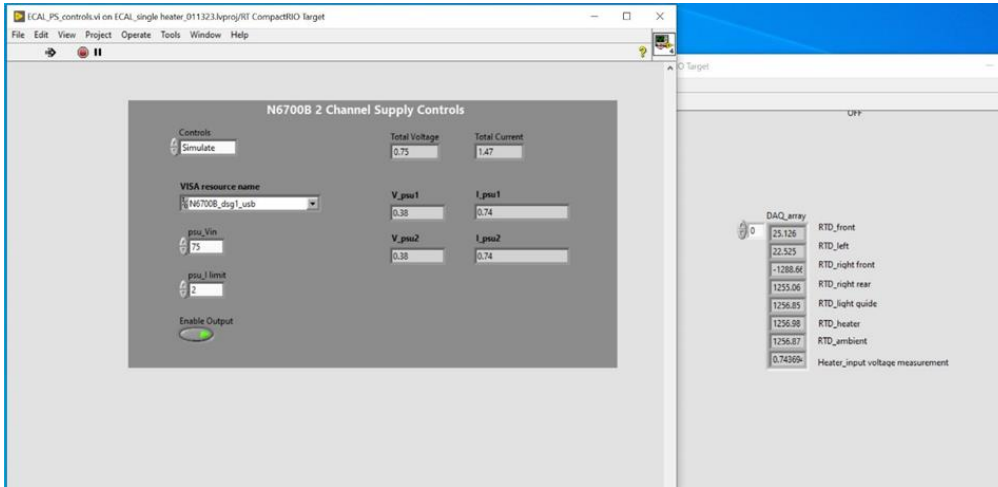 ECAL_PS_controls.vi on ECAL_single heater_011323.lvproj/RT CompactRIO Target
File Edit View Project Operate Tools Window Help
N6700B 2 Channel Supply Controls
Controls
Simulate
Total Voltage Total Current
0.75 1.47
VISA resource name
N6700B_dsg1_usb
V_psu1 I_psu1
0.38 0.74
psu_Vin
75
V_psu2 I_psu2
0.38 0.74
psu_I limit
2
Enable Output
O Target
OFF
DAQ_array
0
25.126 RTD_front
22.525 RTD_left
-1288.66 RTD_right front
1255.06 RTD_right rear
1256.85 RTD_light guide
1256.98 RTD_heater
1256.87 RTD_ambient
0.74369 Heater_input voltage measurement